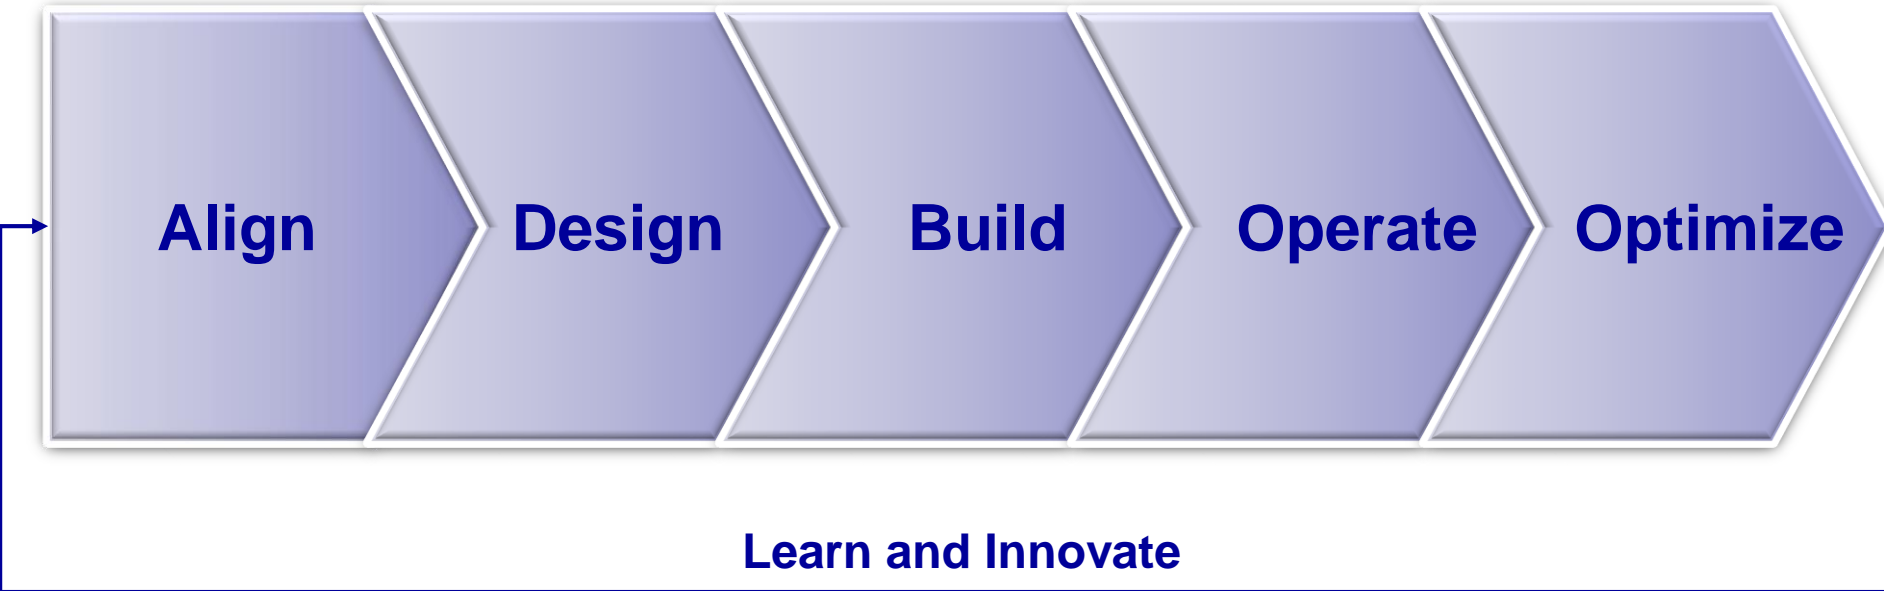 Align
Design
Build
Operate
Optimize
Learn and Innovate